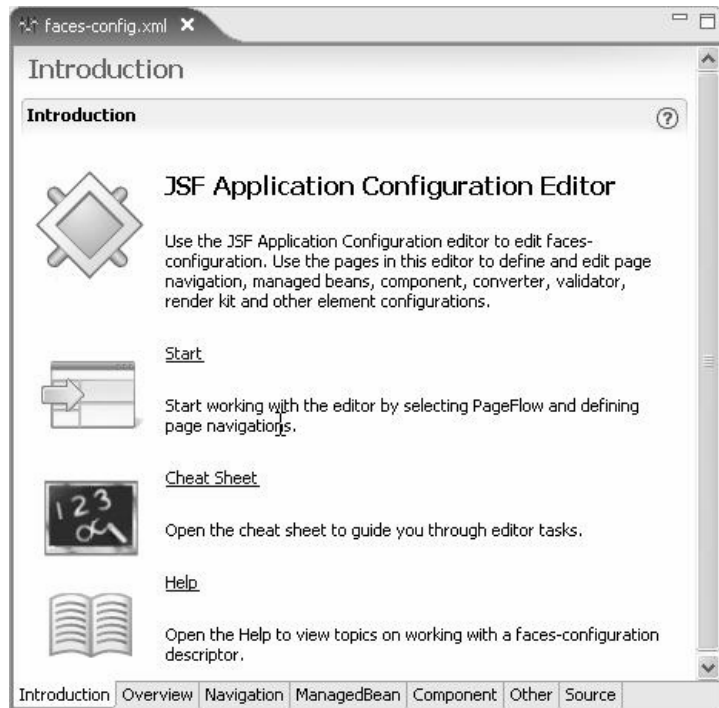 faces-config.xml
Introduction
Introduction
JSF Application Configuration Editor
Use the JSF Application Configuration editor to edit faces-
configuration. Use the pages in this editor to define and edit page
navigation, managed beans, component, converter, validator,
render kit and other element configurations.
Start
Start working with the editor by selecting PageFlow and defining
page navigations.
Cheat Sheet
1 2 3
Open the cheat sheet to guide you through editor tasks.
Help
Open the Help to view topics on working with a faces-configuration
descriptor.
Introduction Overview Navigation ManagedBean Component Other Source